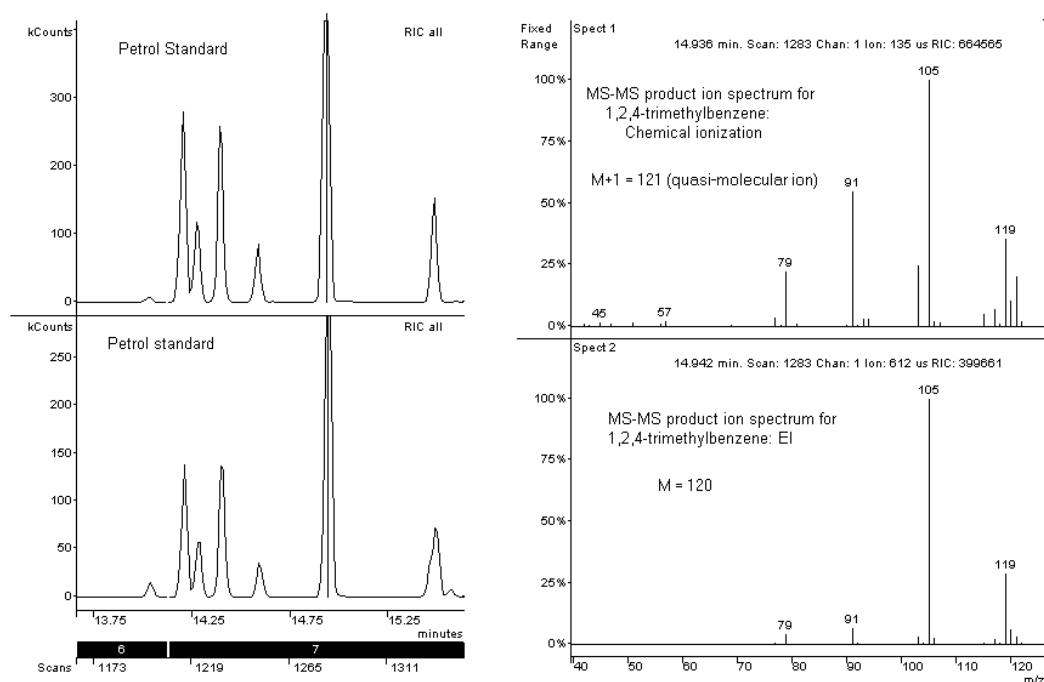 kCounts
Petrol Standard
RIC all
300
200
100
0
kCounts
Petrol standard
RIC all
250
200
150
100
50
0
13.75 14.25 14.75 15.25
minutes
6 7
Scans 1173 1219 1265 1311
Fixed
Range
Spect 1
14.936 min. Scan: 1283 Chan: 1 Ion: 135 us RIC: 664565
100%
75%
50%
25%
0%
MS-MS product ion spectrum for
1,2,4-trimethylbenzene:
Chemical ionization
M+1 = 121 (quasi-molecular ion)
105
91
119
79
45 57
Spect 2
14.942 min. Scan: 1283 Chan: 1 Ion: 612 us RIC: 399661
100%
75%
50%
25%
0%
MS-MS product ion spectrum for
1,2,4-trimethylbenzene: EI
M = 120
105
119
91
79
40 50 60 70 80 90 100 110 120
m/z